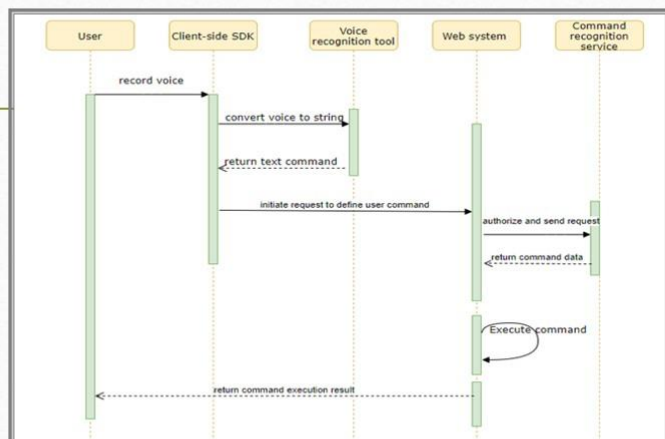 User
Client-side SDK
Voice
recognition tool
Web system
Command
recognition
service
record voice
convert voice to string
return text command
initiate request to define user command
authorize and send request
return command data
Execute command
return command execution result